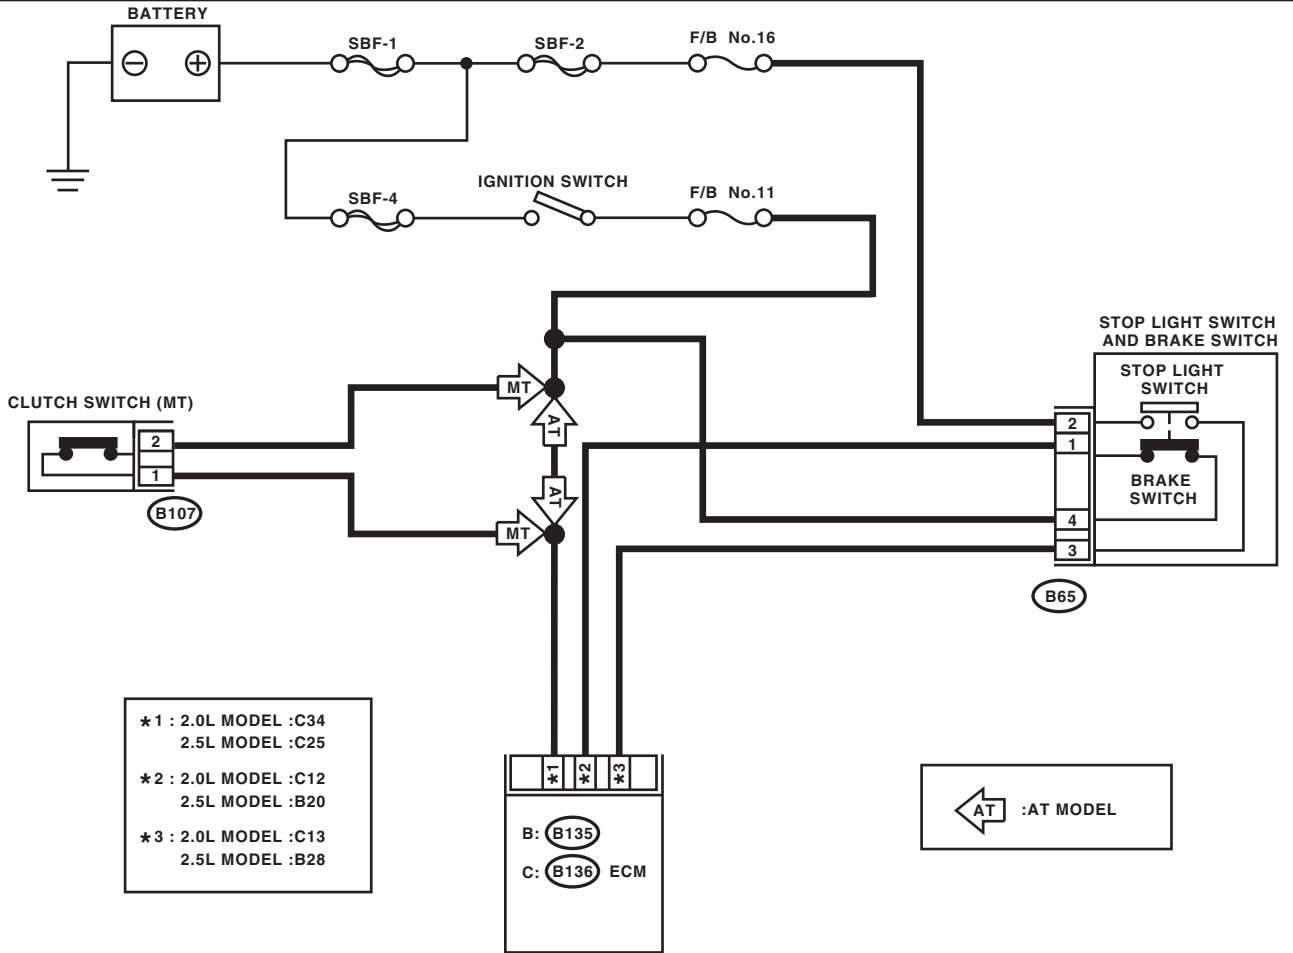 BATTERY
SBF-1
SBF-2
F/B No.16
SBF-4
IGNITION SWITCH
F/B No.11
STOP LIGHT SWITCH
AND BRAKE SWITCH
STOP LIGHT
SWITCH
MT
AT
CLUTCH SWITCH (MT)
2
1
B107
AT
MT
2
1
4
3
BRAKE
SWITCH
B65
*1 : 2.0L MODEL :C34
2.5L MODEL :C25
*2 : 2.0L MODEL :C12
2.5L MODEL :B20
*3 : 2.0L MODEL :C13
2.5L MODEL :B28
*1
*2
*3
B: B135
C: B136 ECM
AT :AT MODEL